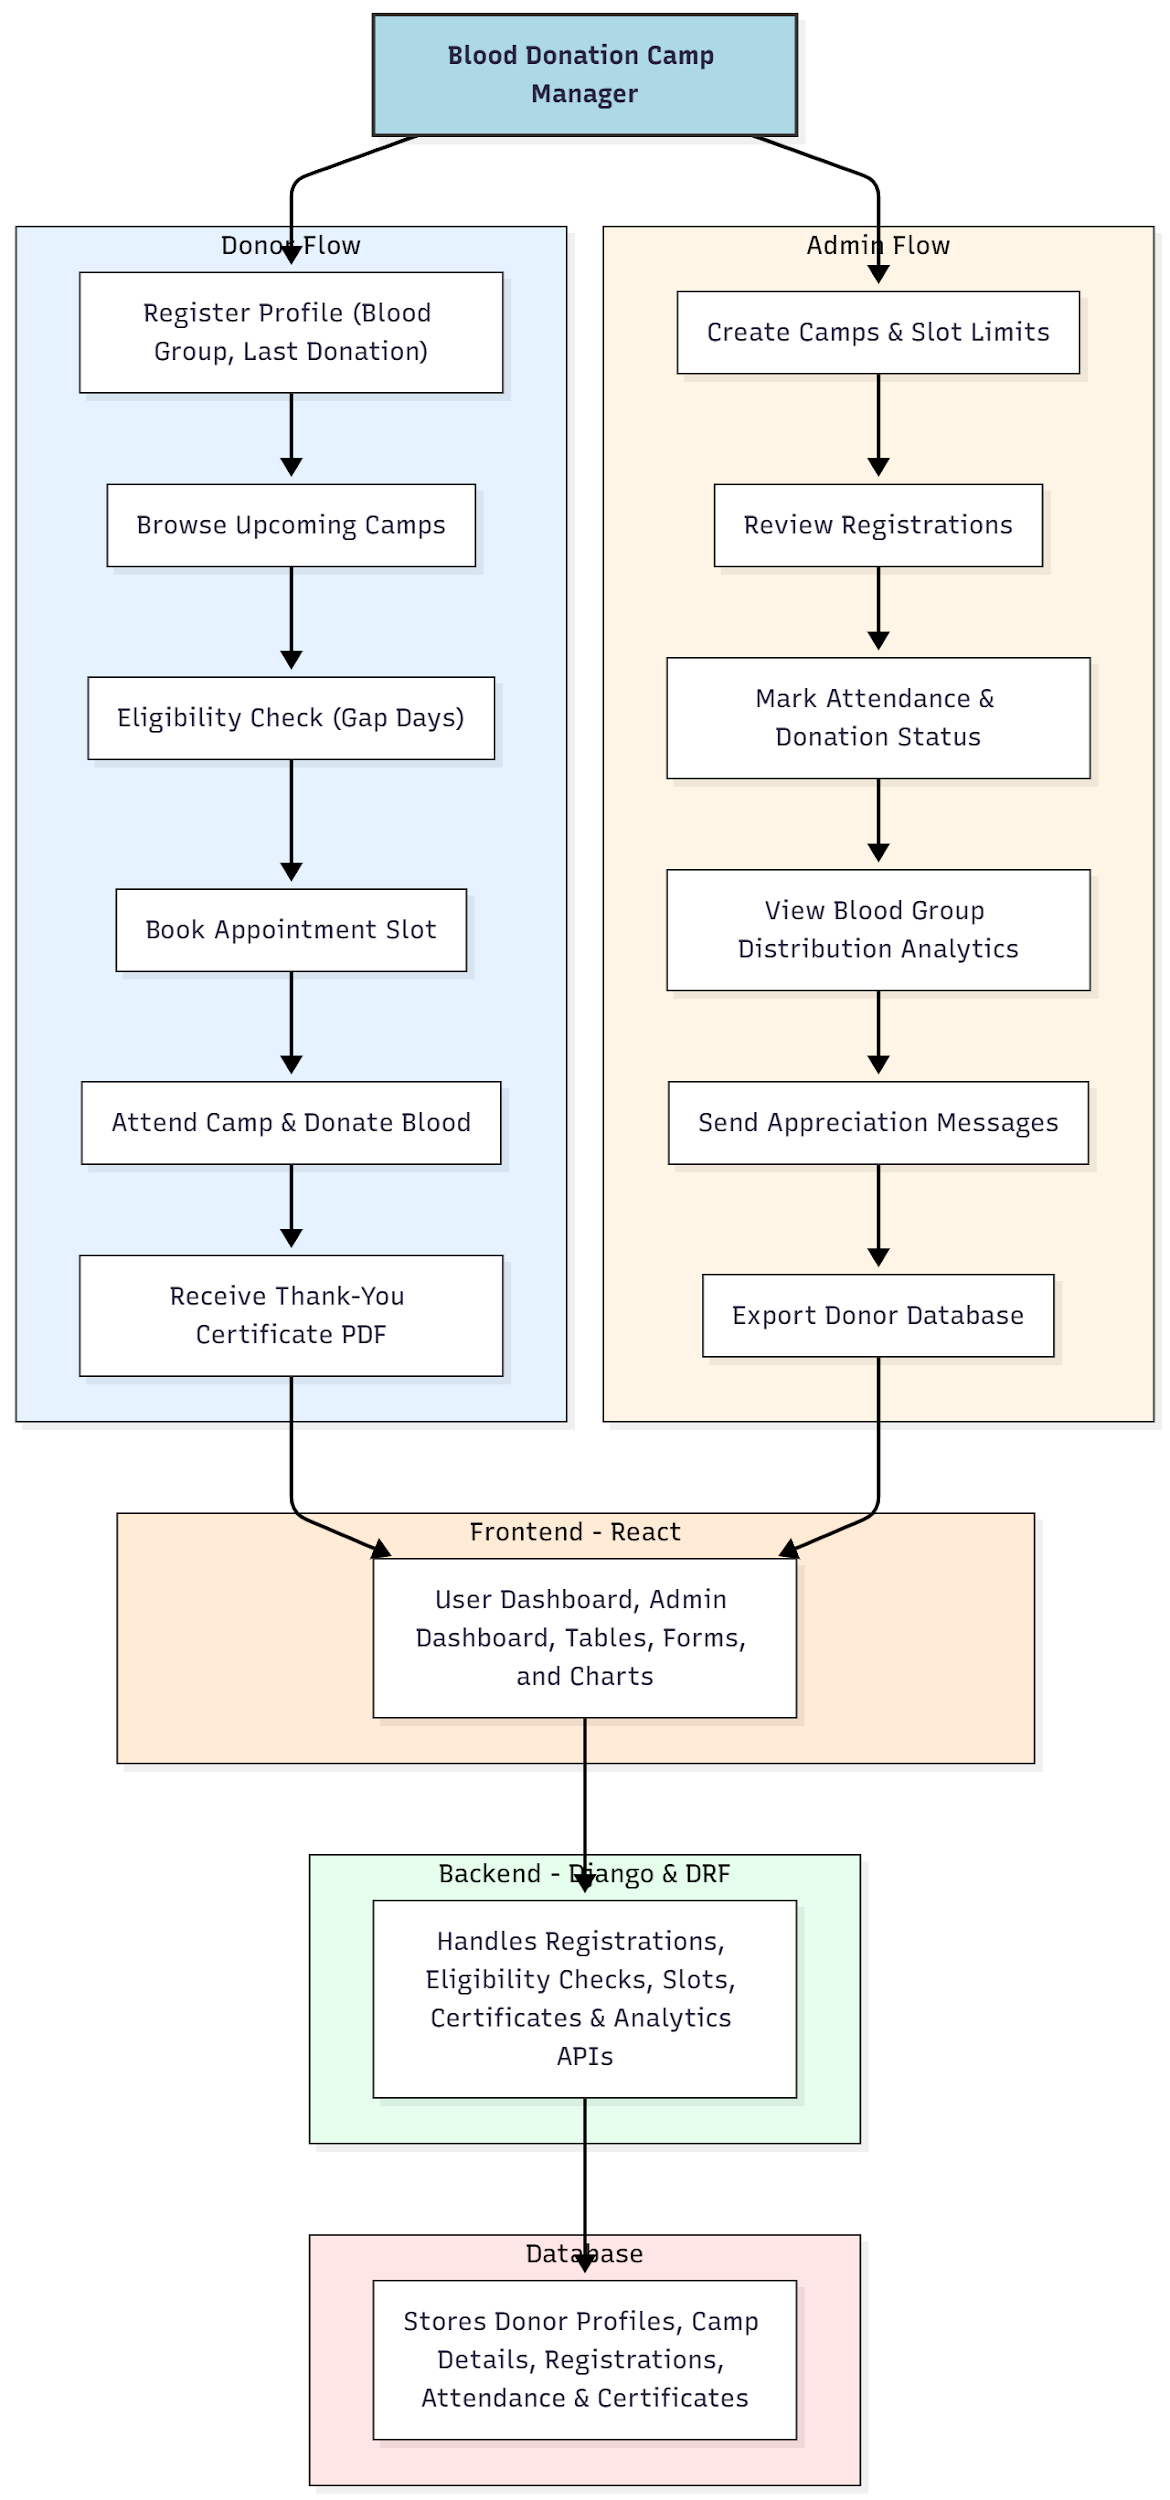 Blood Donation Camp
Manager
Donor Flow
Register Profile (Blood
Group, Last Donation)
Browse Upcoming Camps
Eligibility Check (Gap Days)
Book Appointment Slot
Attend Camp & Donate Blood
Receive Thank-You
Certificate PDF
Admin Flow
Create Camps & Slot Limits
Review Registrations
Mark Attendance &
Donation Status
View Blood Group
Distribution Analytics
Send Appreciation Messages
Export Donor Database
Frontend - React
User Dashboard, Admin
Dashboard, Tables, Forms,
and Charts
Backend - Django & DRF
Handles Registrations,
Eligibility Checks, Slots,
Certificates & Analytics
APIs
Database
Stores Donor Profiles, Camp
Details, Registrations,
Attendance & Certificates